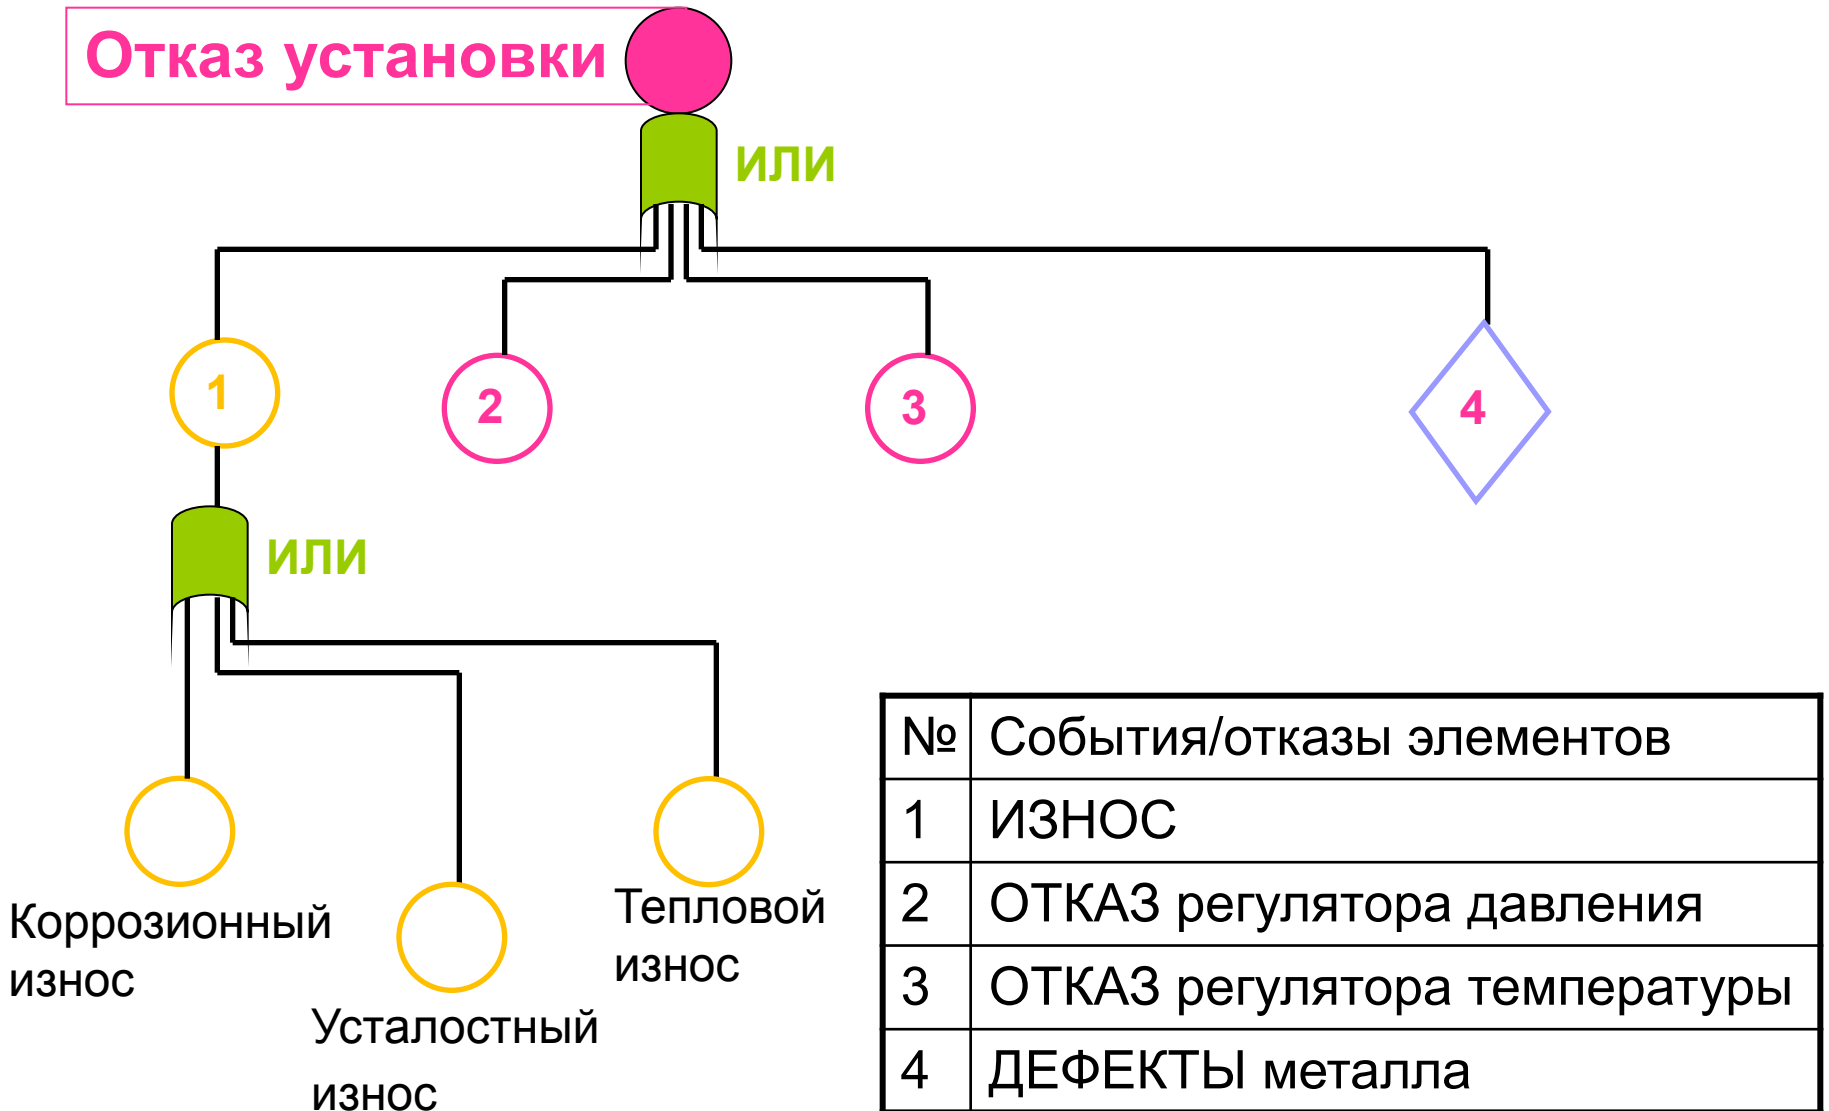 Отказ установки
ИЛИ
1
2
3
4
ИЛИ
Коррозионный
износ
Усталостный
износ
Тепловой
износ
№ События/отказы элементов
1 ИЗНОС
2 ОТКАЗ регулятора давления
3 ОТКАЗ регулятора температуры
4 ДЕФЕКТЫ металла